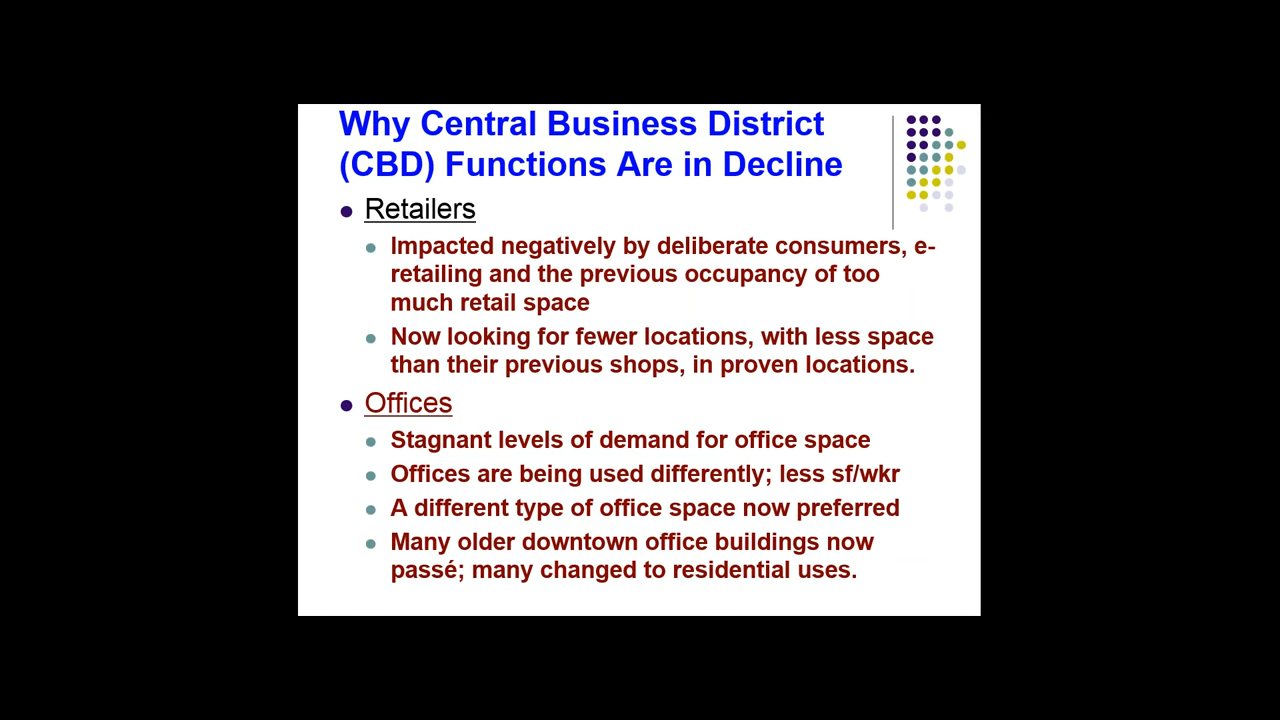 Why Central Business District
(CBD) Functions Are in Decline
Retailers
Impacted negatively by deliberate consumers, e-
retailing and the previous occupancy of too
much retail space
Now looking for fewer locations, with less space
than their previous shops, in proven locations.
Offices
Stagnant levels of demand for office space
Offices are being used differently; less sf/wkr
A different type of office space now preferred
Many older downtown office buildings now
passé; many changed to residential uses.